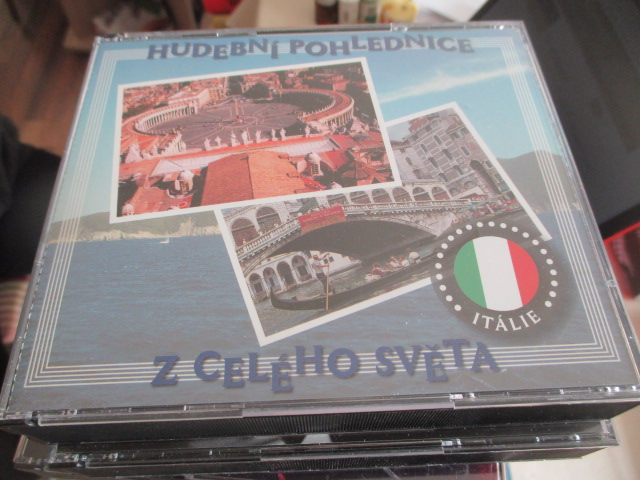 HUDEBNÍ POHLEDNICE
ITÁLIE
Z CELÉHO SVĚTA